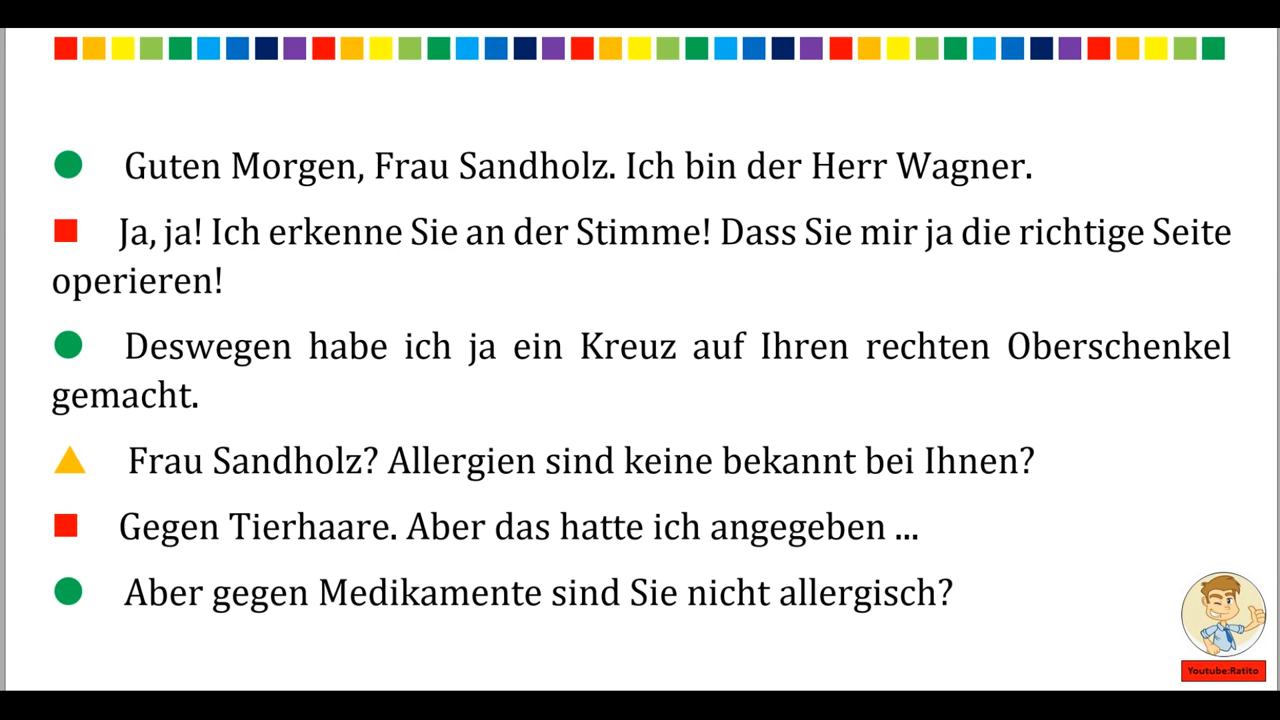 Guten Morgen, Frau Sandholz. Ich bin der Herr Wagner.
Ja, ja! Ich erkenne Sie an der Stimme! Dass Sie mir ja die richtige Seite
operieren!
Deswegen habe ich ja ein Kreuz auf Ihren rechten Oberschenkel
gemacht.
Frau Sandholz? Allergien sind keine bekannt bei Ihnen?
Gegen Tierhaare. Aber das hatte ich angegeben ...
Aber gegen Medikamente sind Sie nicht allergisch?
Youtube:Ratito